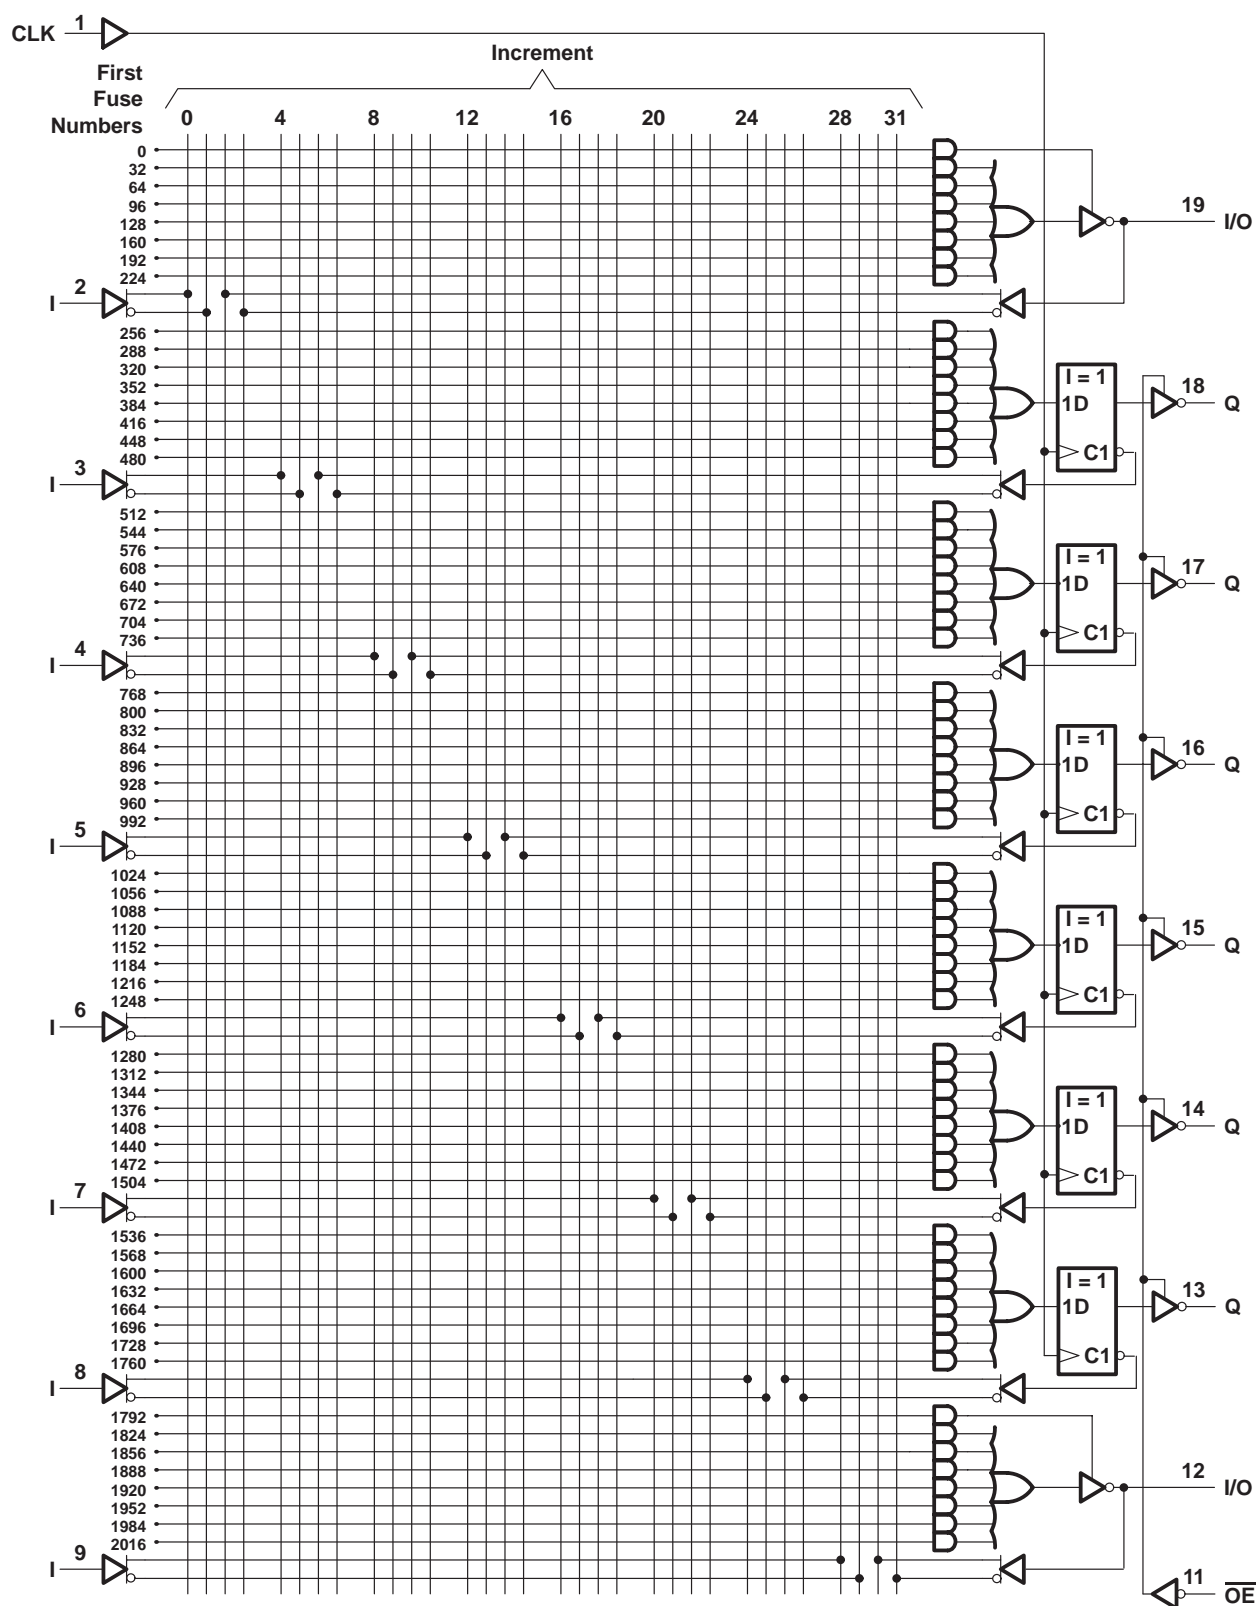 CLK 1
Increment
First
Fuse
Numbers
0 4 8 12 16 20 24 28 31
0
32
64
96
128
160
192
224
19 I/O
I 2
256
288
320
352
384
416
448
480
I = 1
1D
C1
18 Q
I 3
512
544
576
608
640
672
704
736
I = 1
1D
C1
17 Q
I 4
768
800
832
864
896
928
960
992
I = 1
1D
C1
16 Q
I 5
1024
1056
1088
1120
1152
1184
1216
1248
I = 1
1D
C1
15 Q
I 6
1280
1312
1344
1376
1408
1440
1472
1504
I = 1
1D
C1
14 Q
I 7
1536
1568
1600
1632
1664
1696
1728
1760
I = 1
1D
C1
13 Q
I 8
1792
1824
1856
1888
1920
1952
1984
2016
12 I/O
I 9
11 O̅E̅